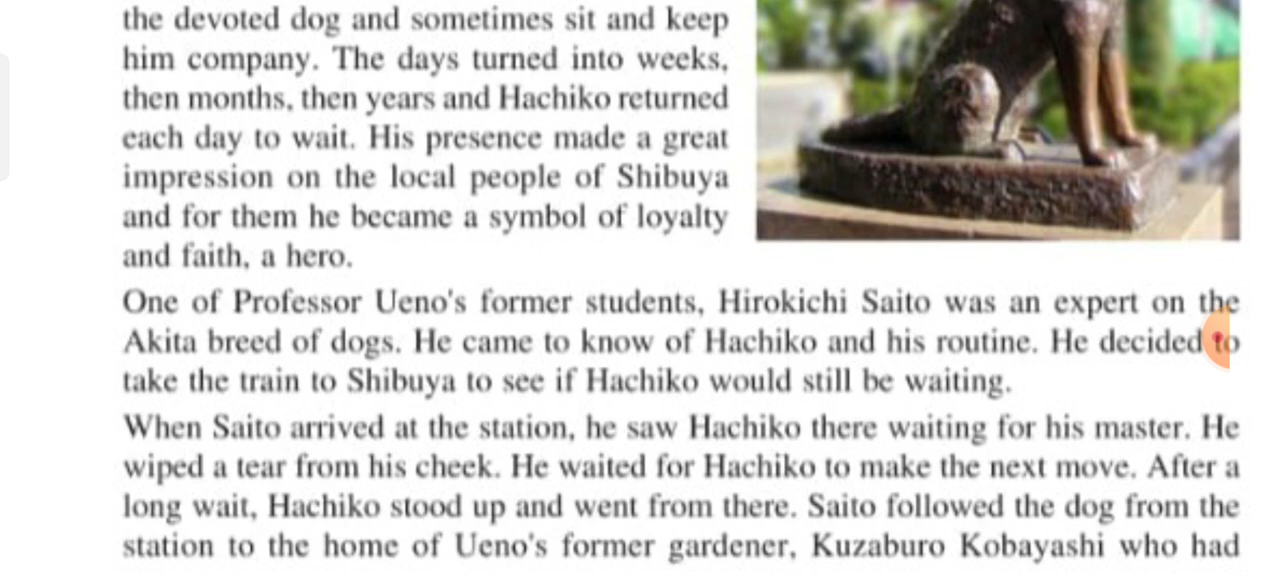 the devoted dog and sometimes sit and keep
him company. The days turned into weeks,
then months, then years and Hachiko returned
each day to wait. His presence made a great
impression on the local people of Shibuya
and for them he became a symbol of loyalty
and faith, a hero.
One of Professor Ueno's former students, Hirokichi Saito was an expert on the
Akita breed of dogs. He came to know of Hachiko and his routine. He decided to
take the train to Shibuya to see if Hachiko would still be waiting.
When Saito arrived at the station, he saw Hachiko there waiting for his master. He
wiped a tear from his cheek. He waited for Hachiko to make the next move. After a
long wait, Hachiko stood up and went from there. Saito followed the dog from the
station to the home of Ueno's former gardener, Kuzaburo Kobayashi who had